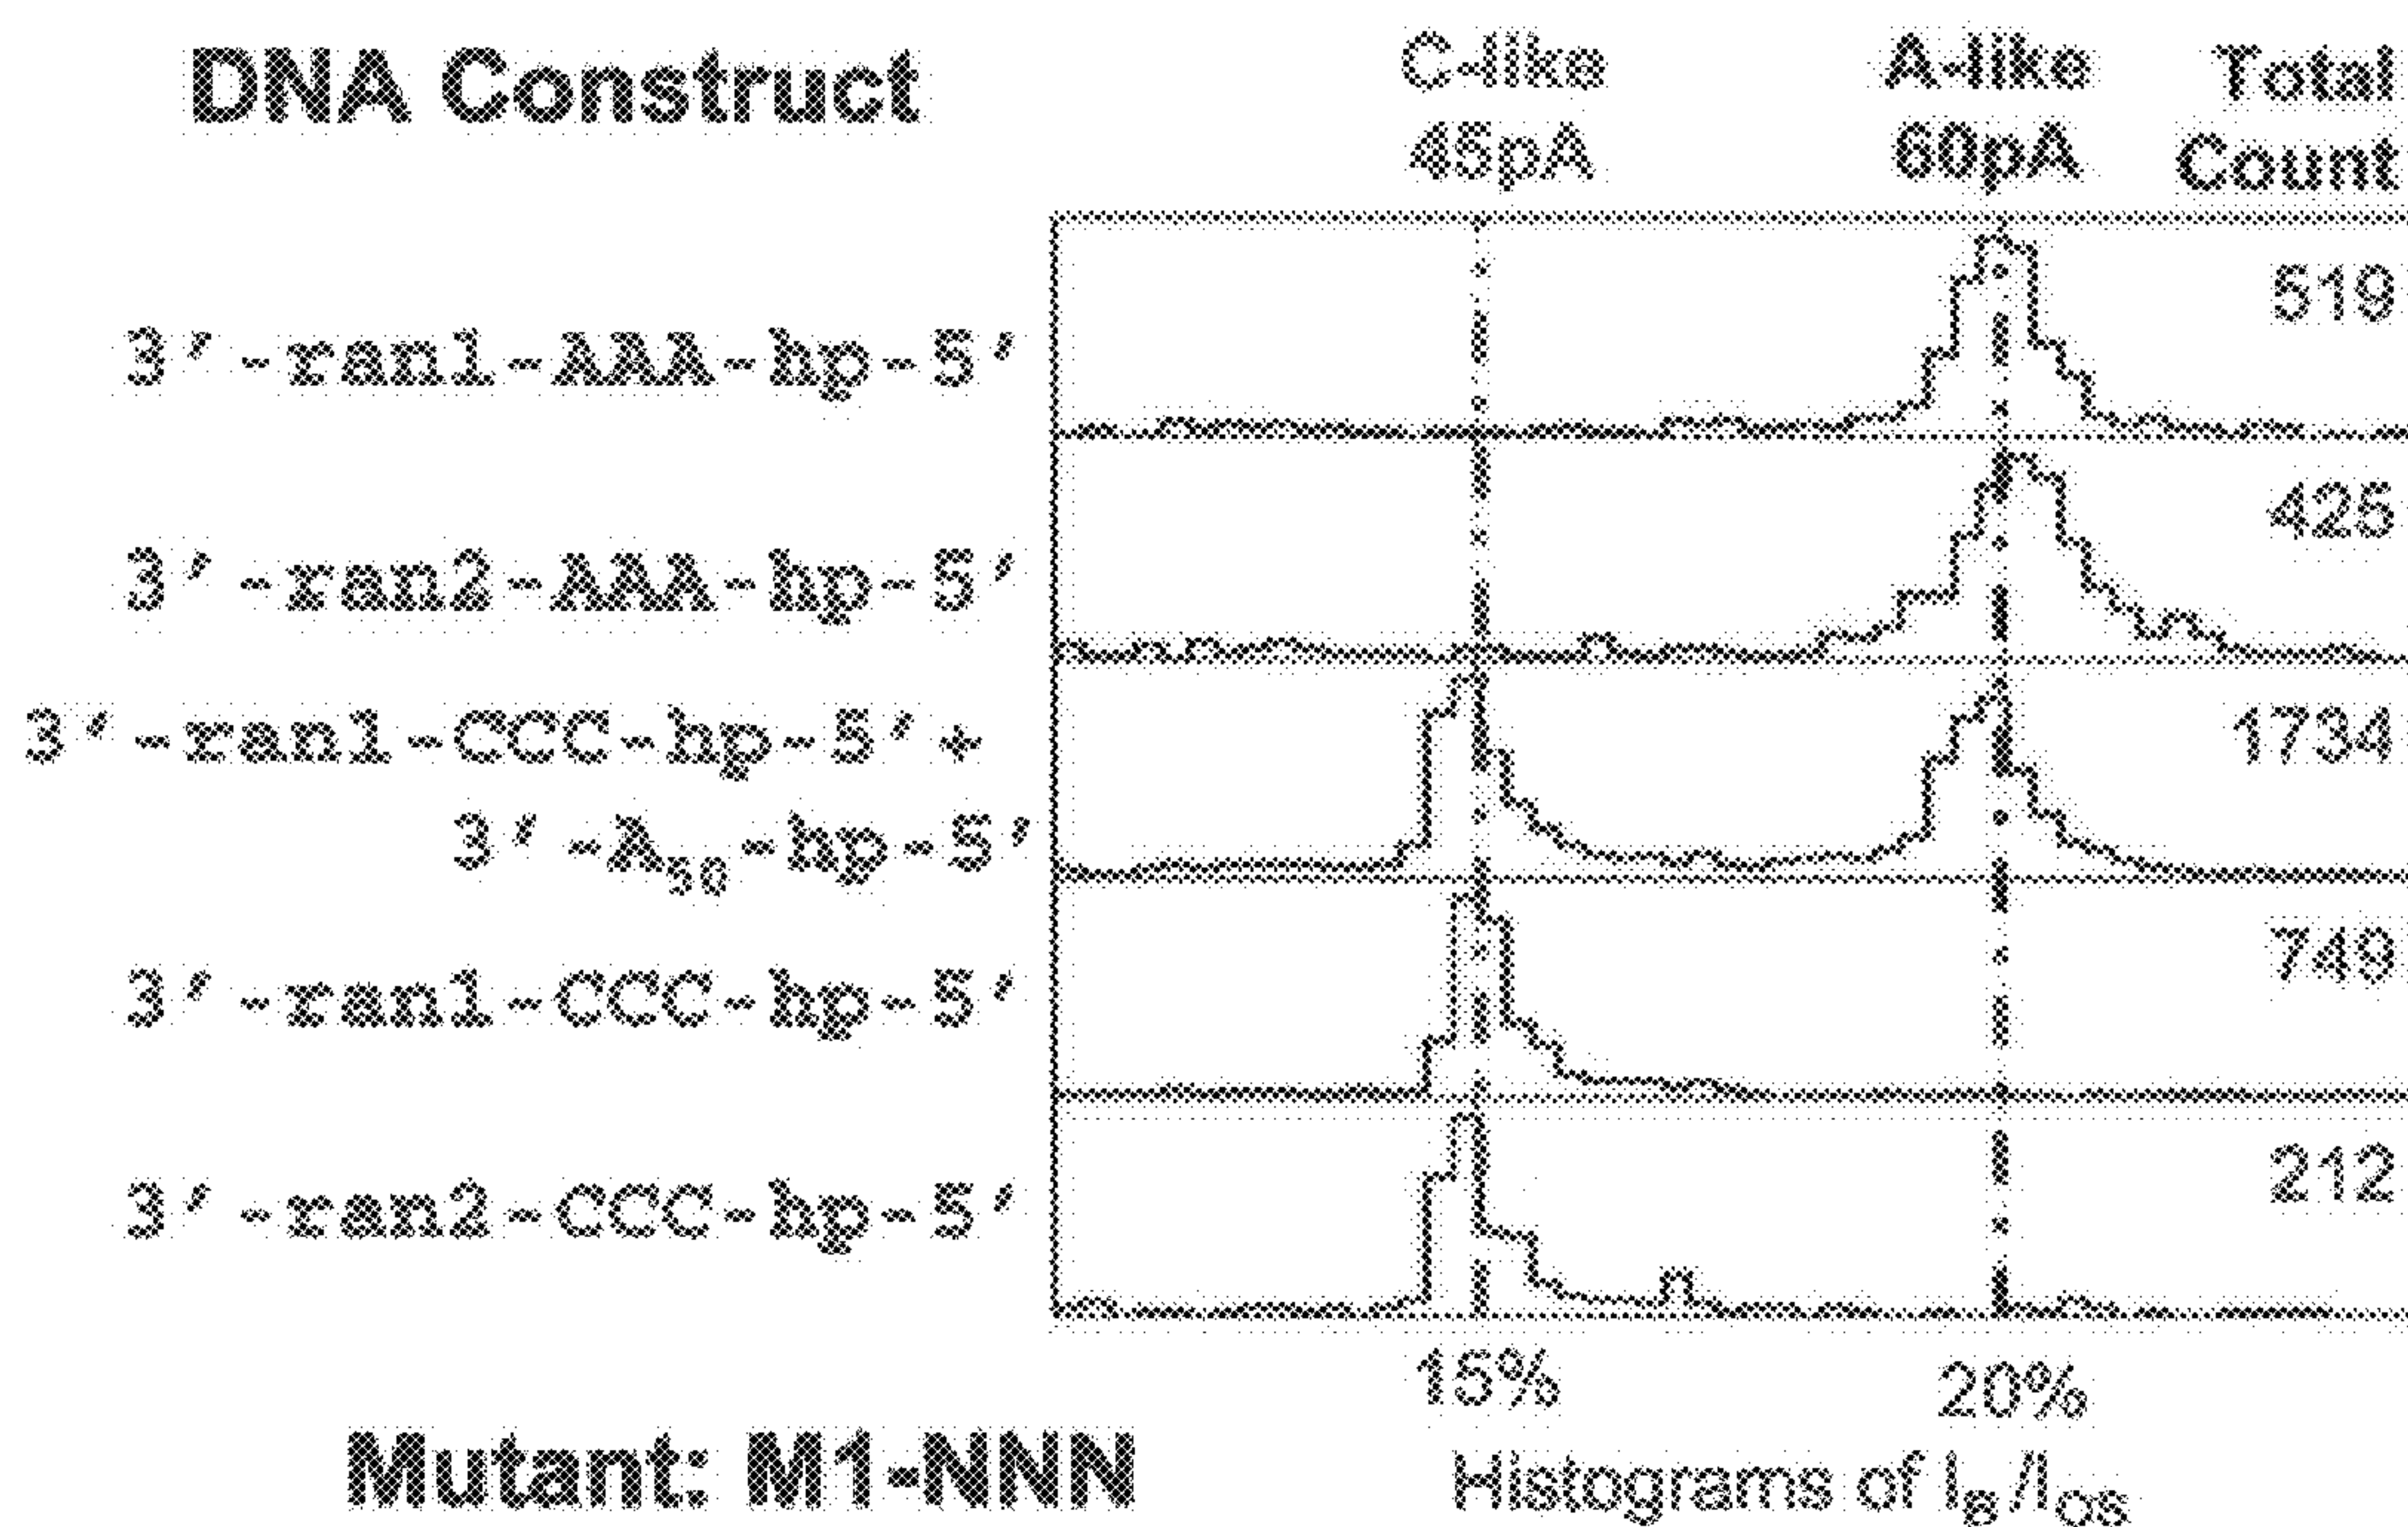 DNA Construct
C-like
45pA
A-like
60pA
Total
Count
3'-ran1-AAA-hp-5'
519
3'-ran2-AAA-hp-5'
425
3'-ran1-CCC-hp-5'+
3'-A50-hp-5'
1734
3'-ran1-CCC-hp-5'
749
3'-ran2-CCC-hp-5'
212
15%
20%
Mutant: M1-NNN
Histograms of IB/IOS